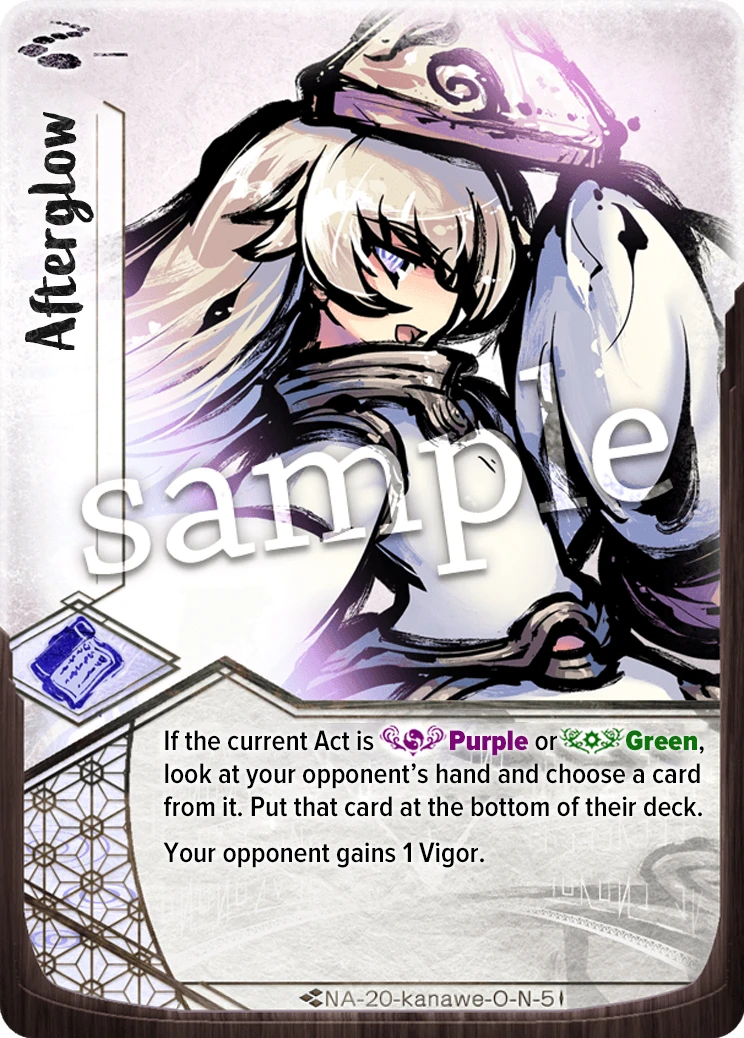 Afterglow
sample
If the current Act is Purple or Green,
look at your opponent's hand and choose a card
from it. Put that card at the bottom of their deck.
Your opponent gains 1 Vigor.
NA-20-kanawe-O-N-5